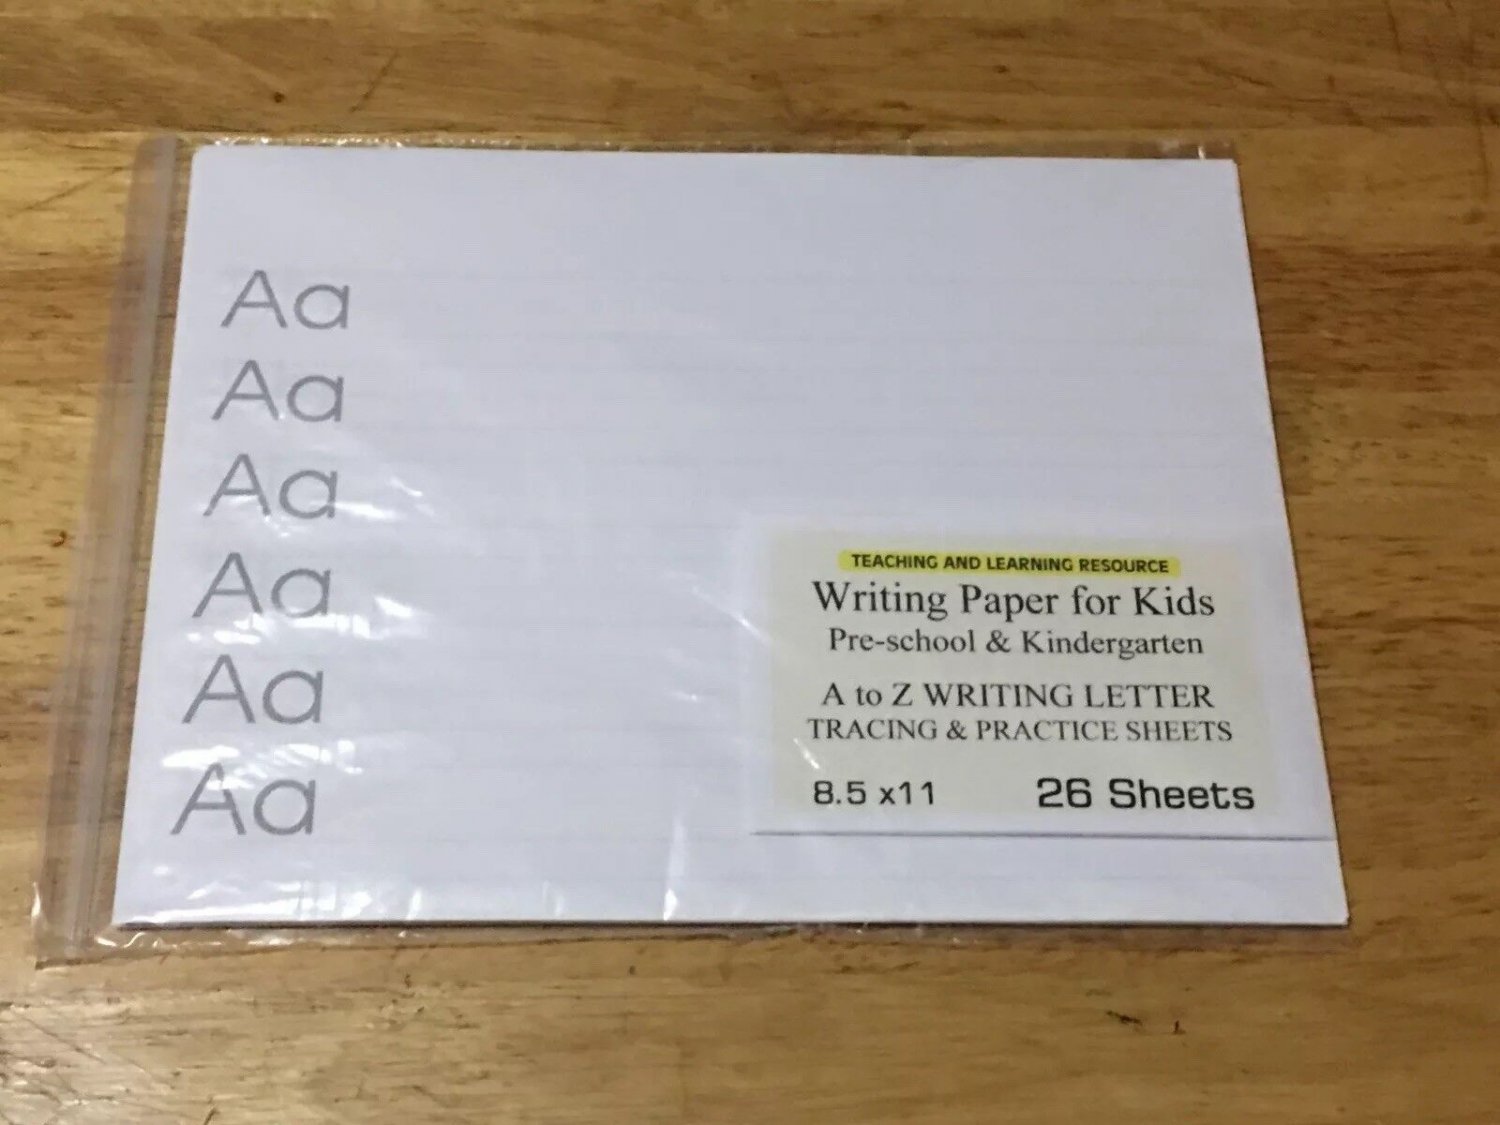 Aa
Aa
Aa
Aa
Aa
Aa
TEACHING AND LEARNING RESOURCE
Writing Paper for Kids
Pre-school & Kindergarten
A to Z WRITING LETTER
TRACING & PRACTICE SHEETS
8.5 x11 26 Sheets